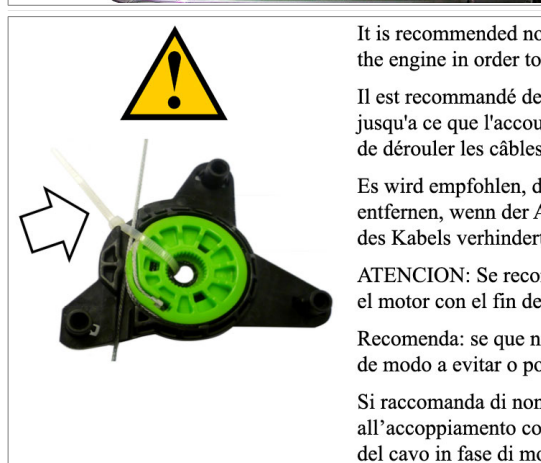 It is recommended no
the engine in order to
Il est recommandé de
jusqu'a ce que l'accou
de dérouler les câbles
Es wird empfohlen, d
entfernen, wenn der A
des Kabels verhindert
ATENCION: Se reco
el motor con el fin de
Recomenda: se que n
de modo a evitar o po
Si raccomanda di non
all’accoppiamento co
del cavo in fase di mo